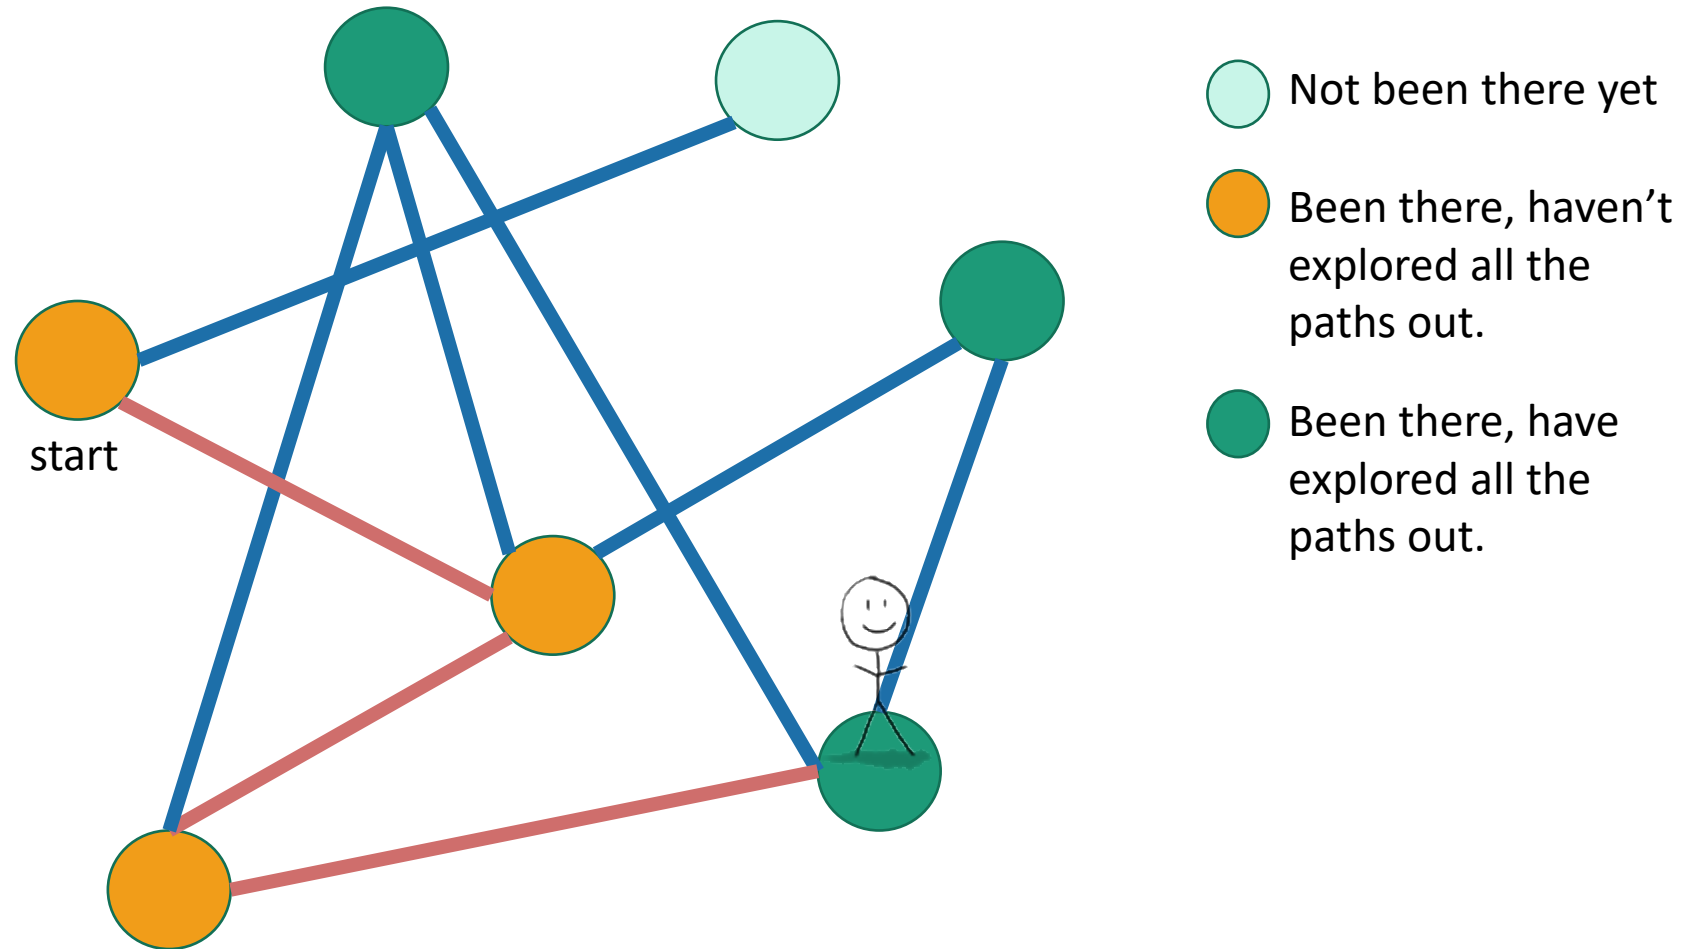 Not been there yet
Been there, haven’t
explored all the
paths out.
Been there, have
explored all the
paths out.
start